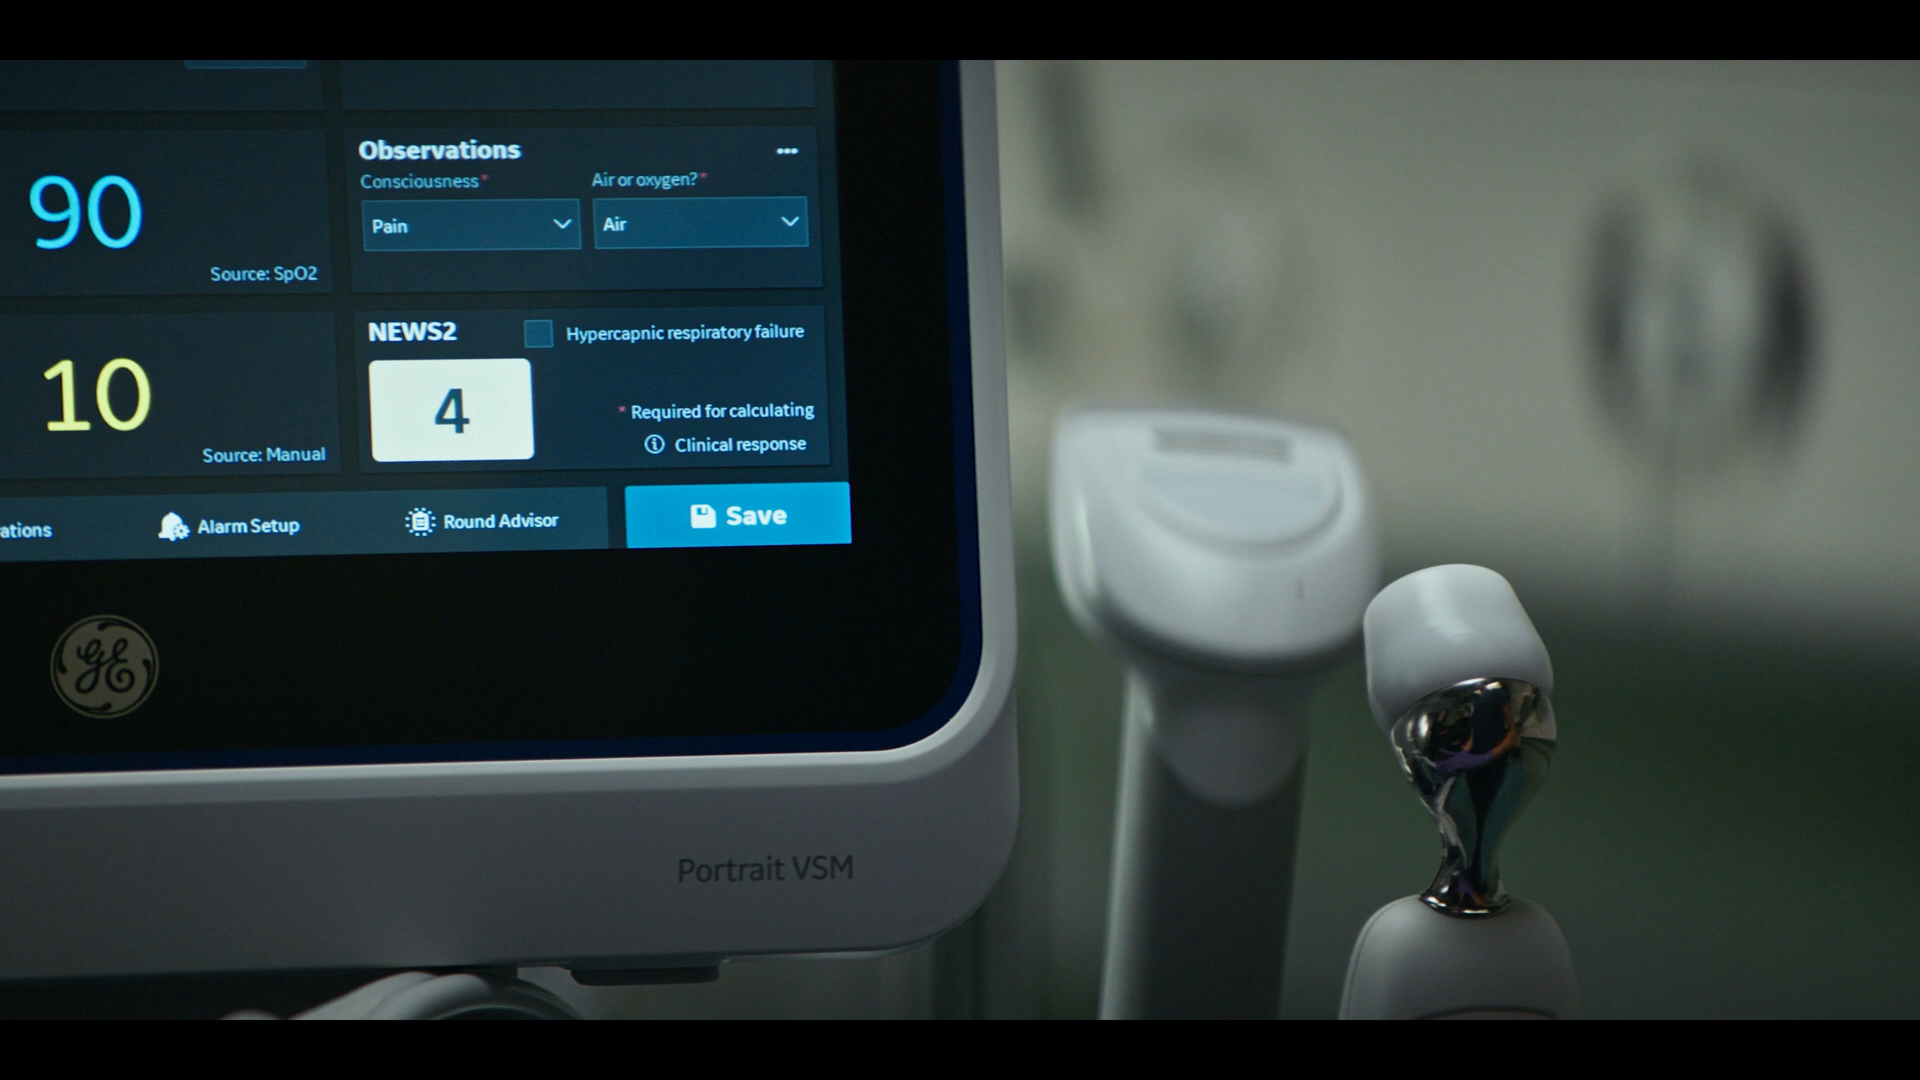 Observations
Consciousness*
Air or oxygen?*
Pain
Air
90
Source: SpO2
NEWS2
Hypercapnic respiratory failure
10
4
* Required for calculating
Clinical response
Source: Manual
ations
Alarm Setup
Round Advisor
Save
GE
Portrait VSM